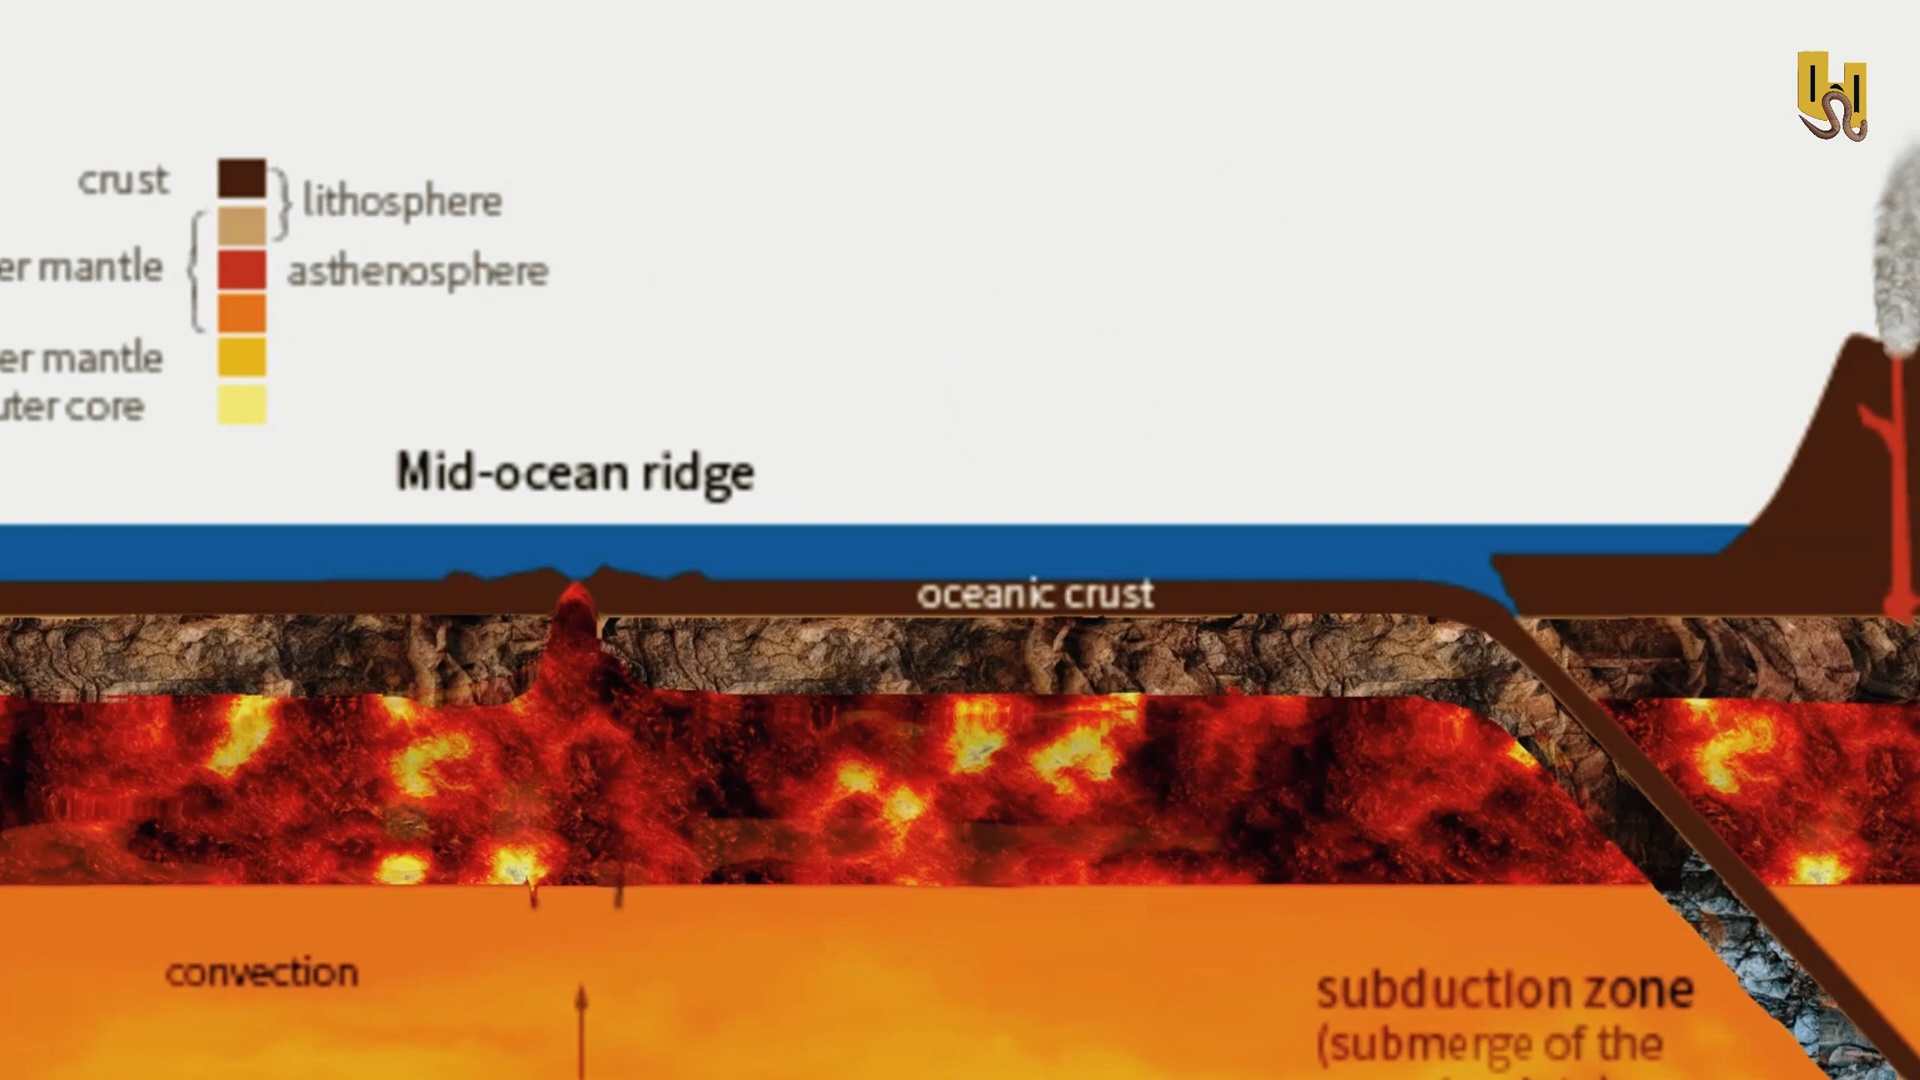 crust
lithosphere
er mantle
asthenosphere
er mantle
uter core
Mid-ocean ridge
oceanic crust
convection
subduction zone
(submerge of the